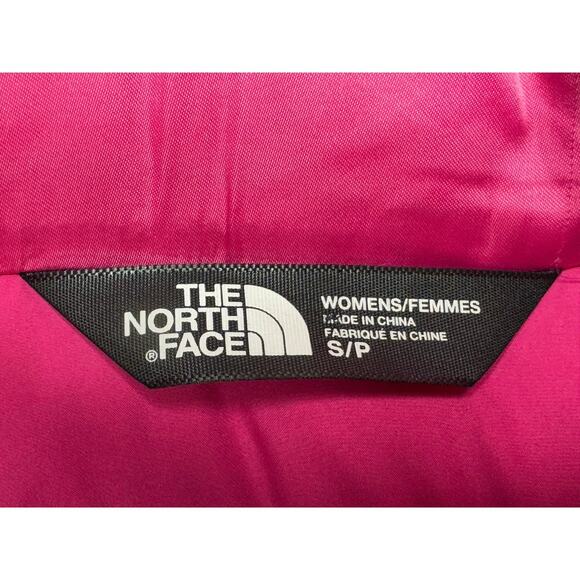 THE
NORTH
® FACE
WOMENS/FEMMES
MADE IN CHINA
FABRIQUÉ EN CHINE
S/P